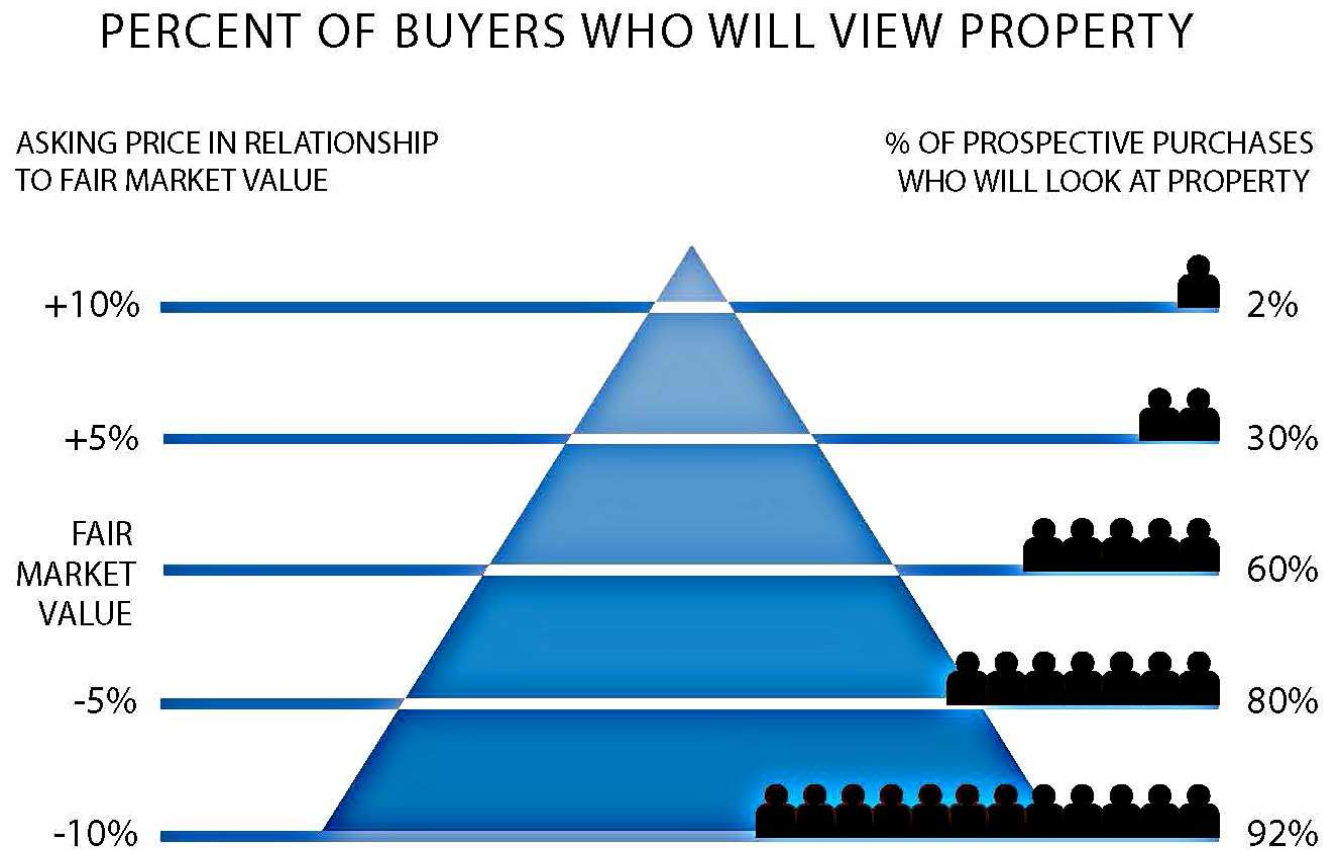 PERCENT OF BUYERS WHO WILL VIEW PROPERTY
ASKING PRICE IN RELATIONSHIP
TO FAIR MARKET VALUE
% OF PROSPECTIVE PURCHASES
WHO WILL LOOK AT PROPERTY
+10%
2%
+5%
30%
FAIR
MARKET
VALUE
60%
-5%
80%
-10%
92%